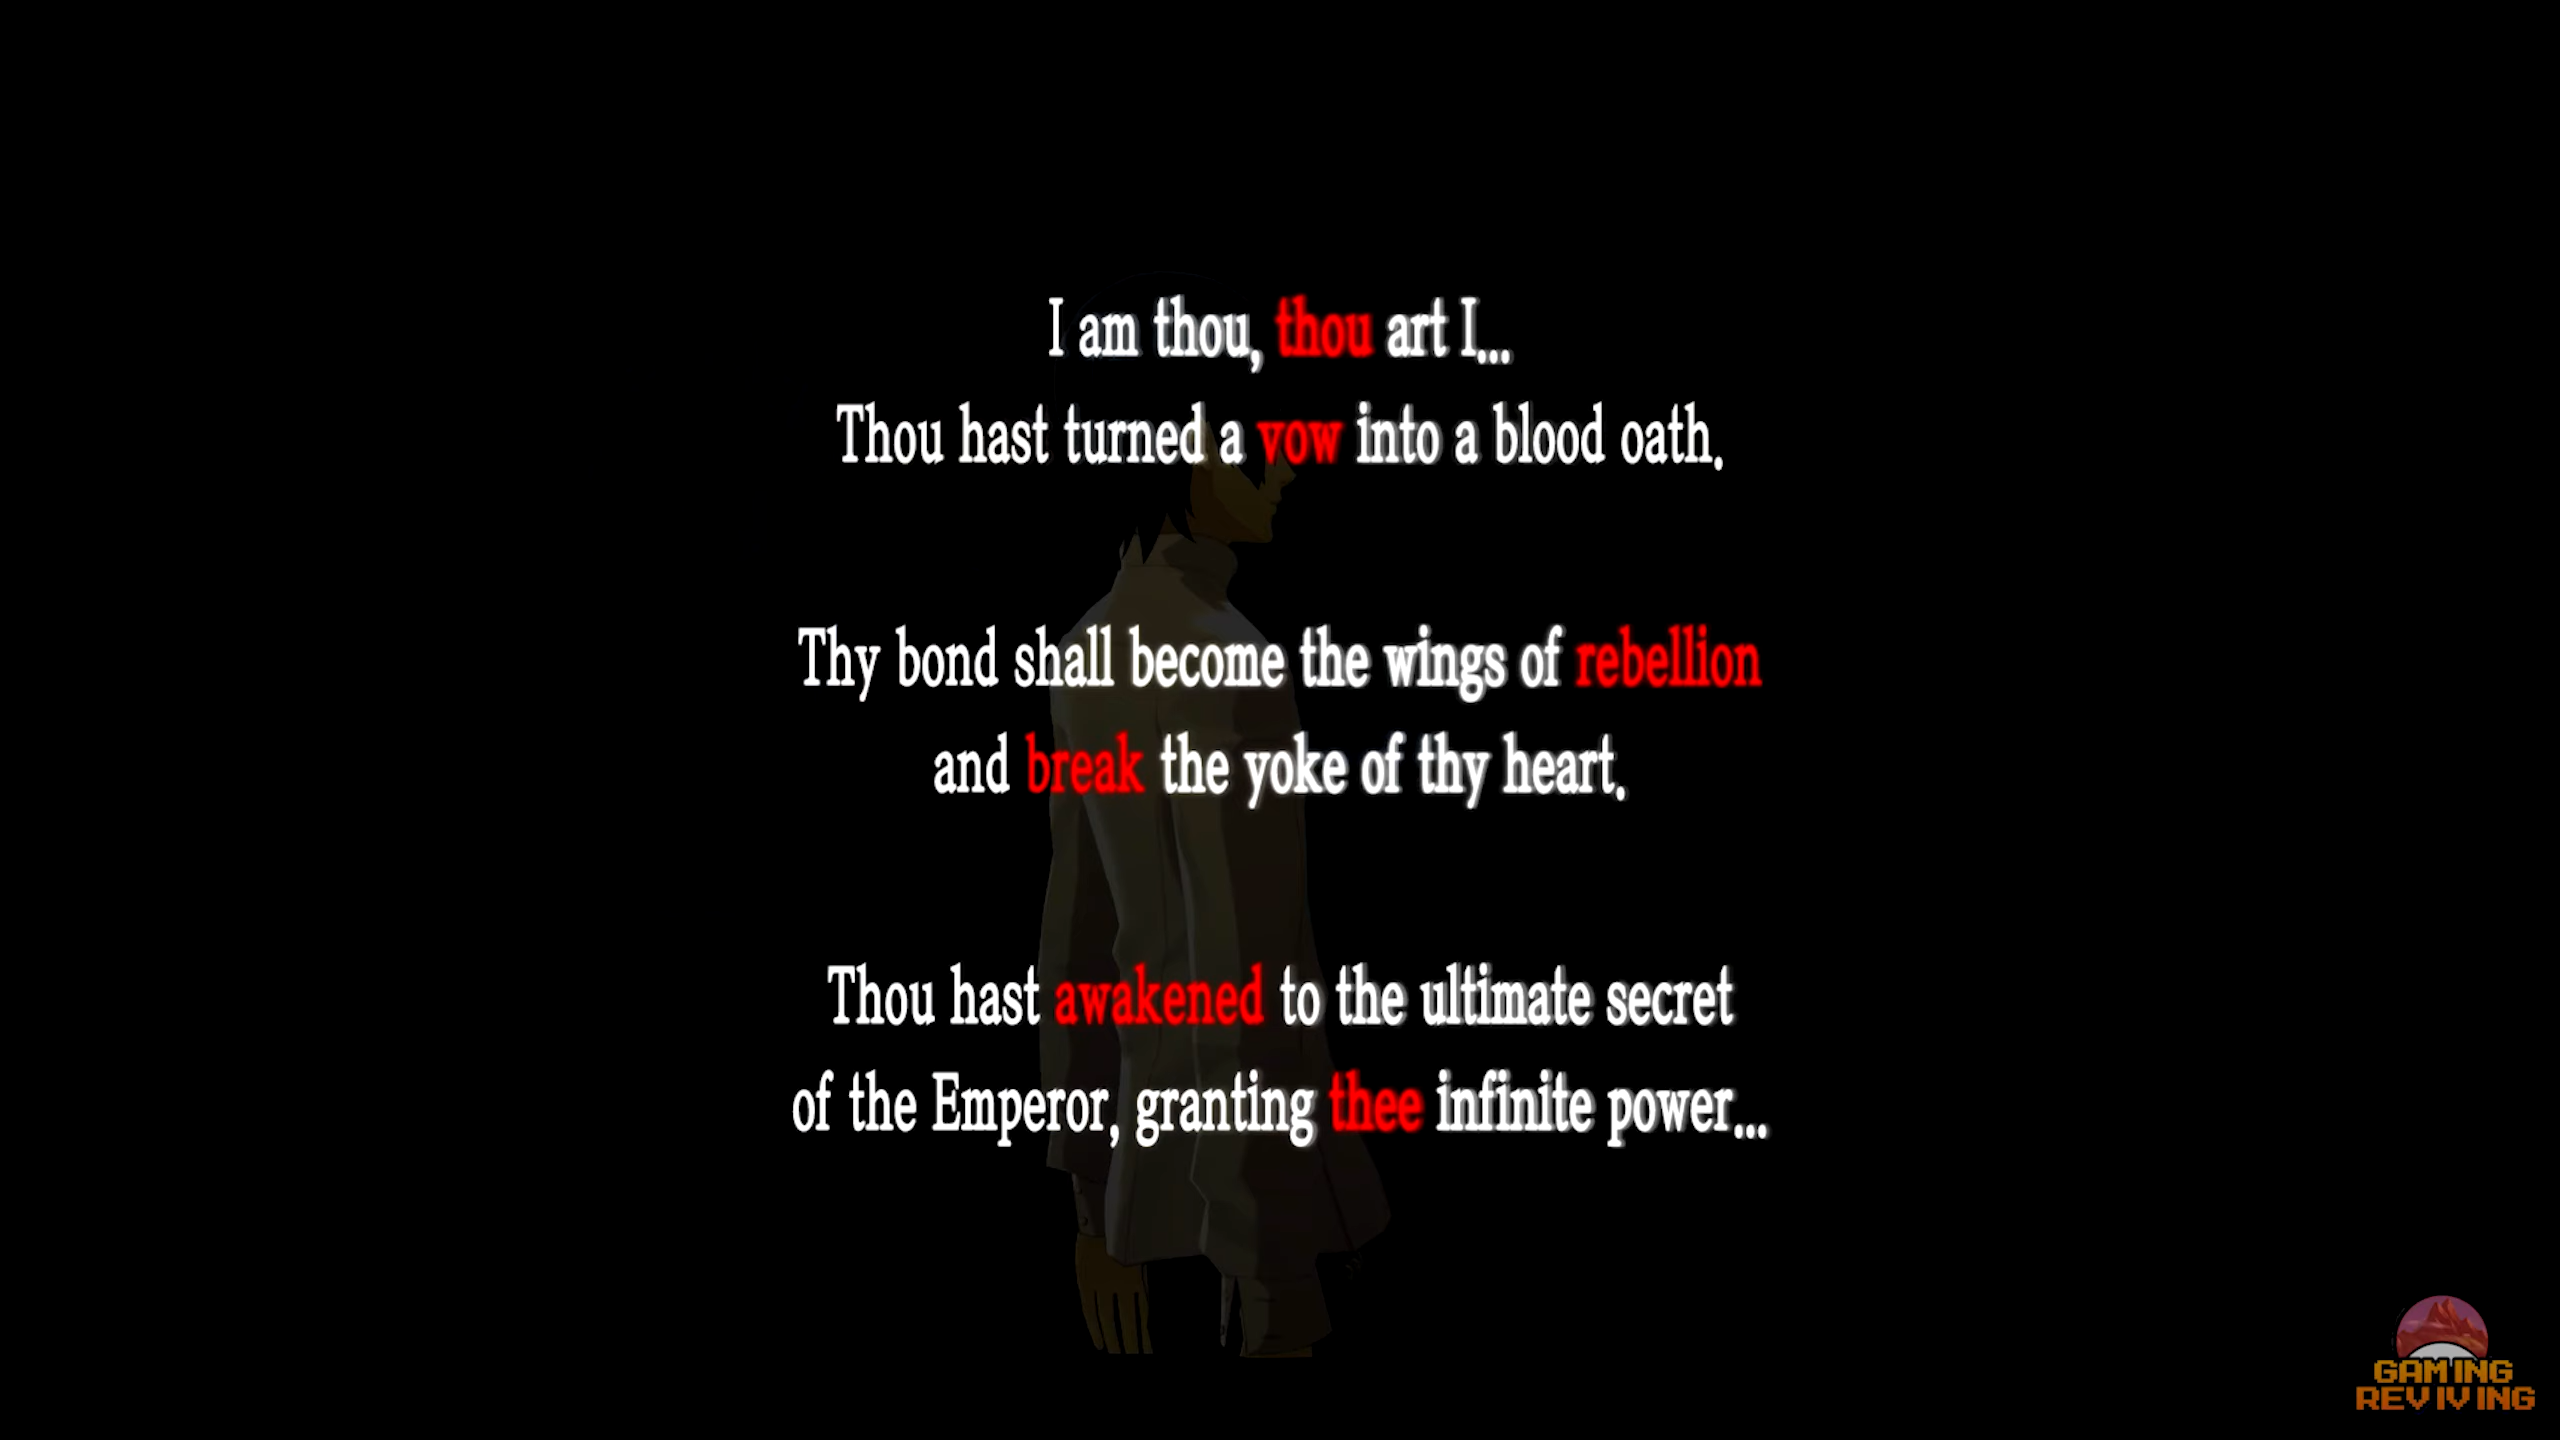 I am thou, thou art I...
Thou hast turned a vow into a blood oath.
Thy bond shall become the wings of rebellion
and break the yoke of thy heart.
Thou hast awakened to the ultimate secret
of the Emperor, granting thee infinite power...
GAMING
REVIVING